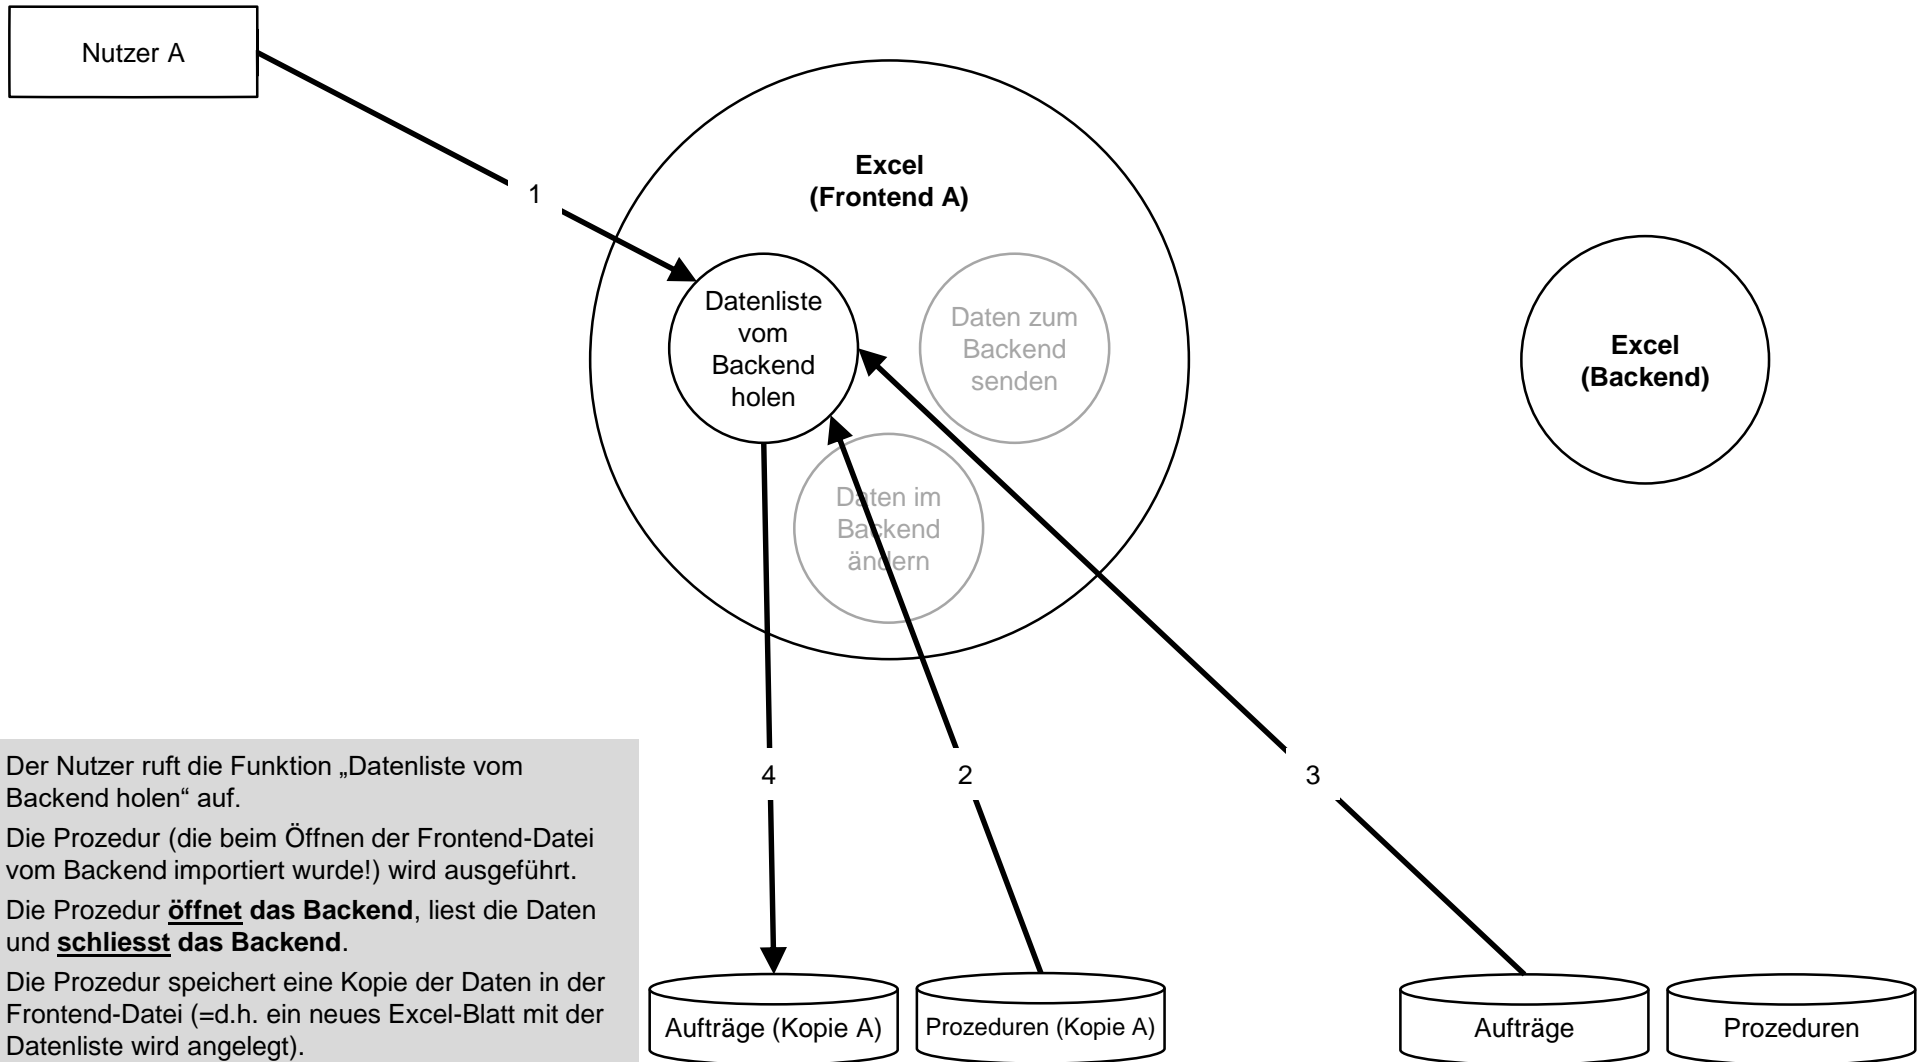 Nutzer A
Excel
(Frontend A)
1
Datenliste
vom
Backend
holen
Daten zum
Backend
senden
Excel
(Backend)
Daten im
Backend
ändern
Der Nutzer ruft die Funktion „Datenliste vom
Backend holen“ auf.
Die Prozedur (die beim Öffnen der Frontend-Datei
vom Backend importiert wurde!) wird ausgeführt.
Die Prozedur öffnet das Backend, liest die Daten
und schliesst das Backend.
Die Prozedur speichert eine Kopie der Daten in der
Frontend-Datei (=d.h. ein neues Excel-Blatt mit der
Datenliste wird angelegt).
4
2
3
Aufträge (Kopie A)
Prozeduren (Kopie A)
Aufträge
Prozeduren